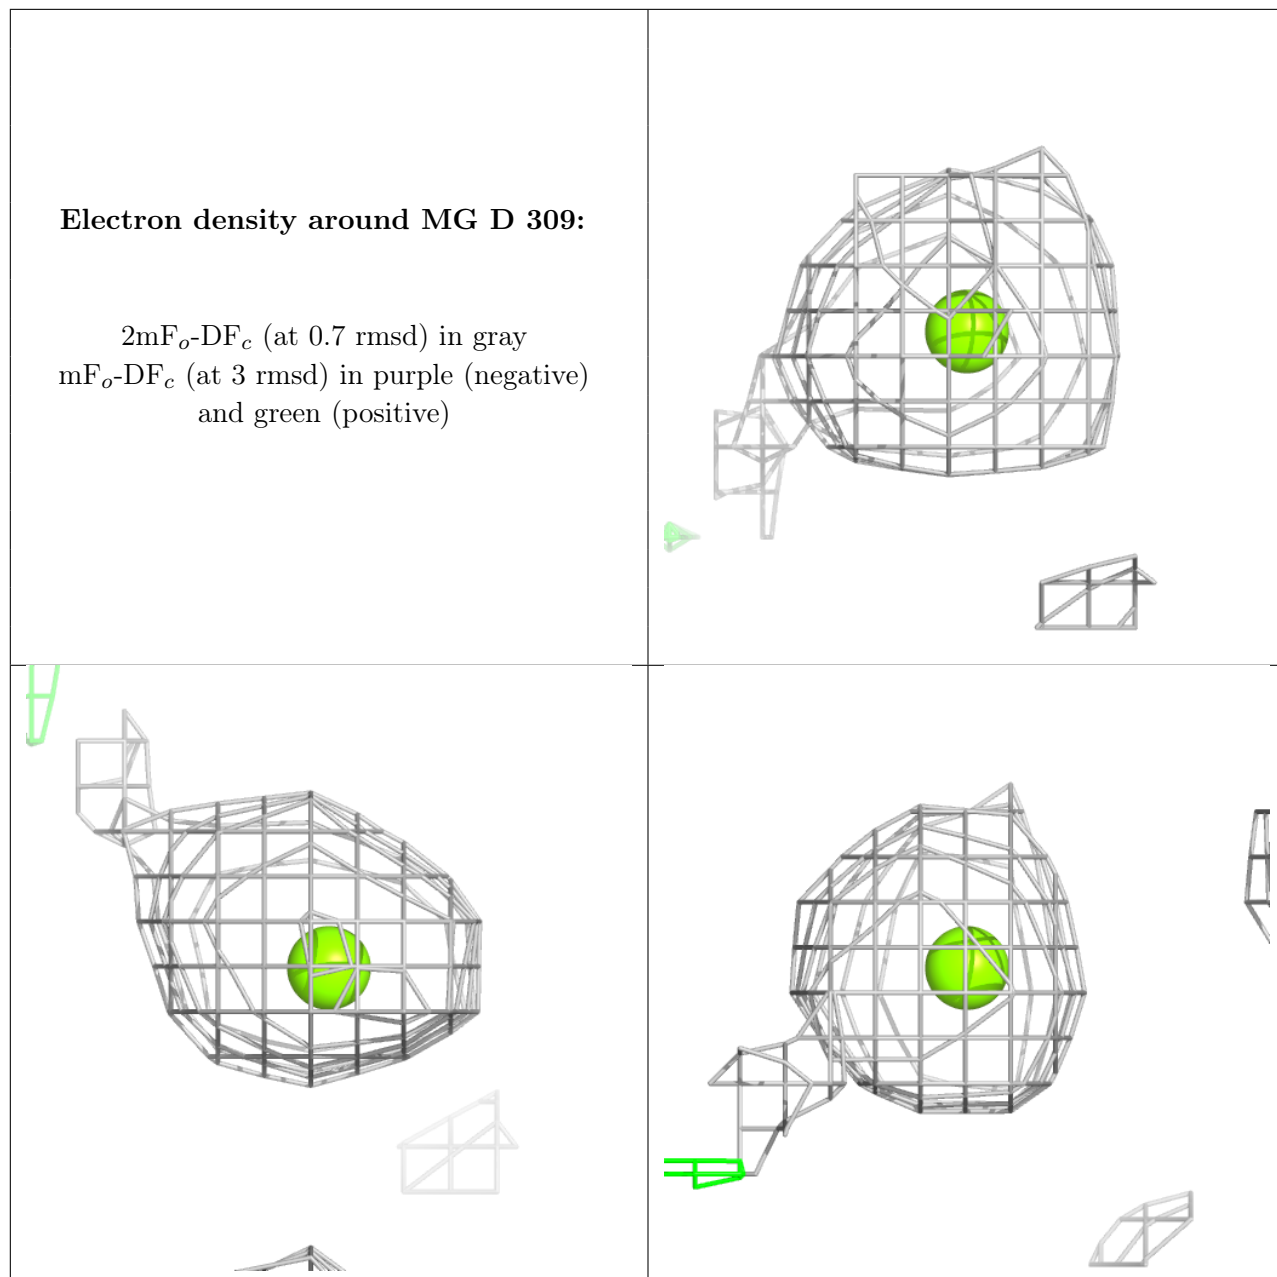 Electron density around MG D 309:
2mFo-DFc (at 0.7 rmsd) in gray
mFo-DFc (at 3 rmsd) in purple (negative)
and green (positive)